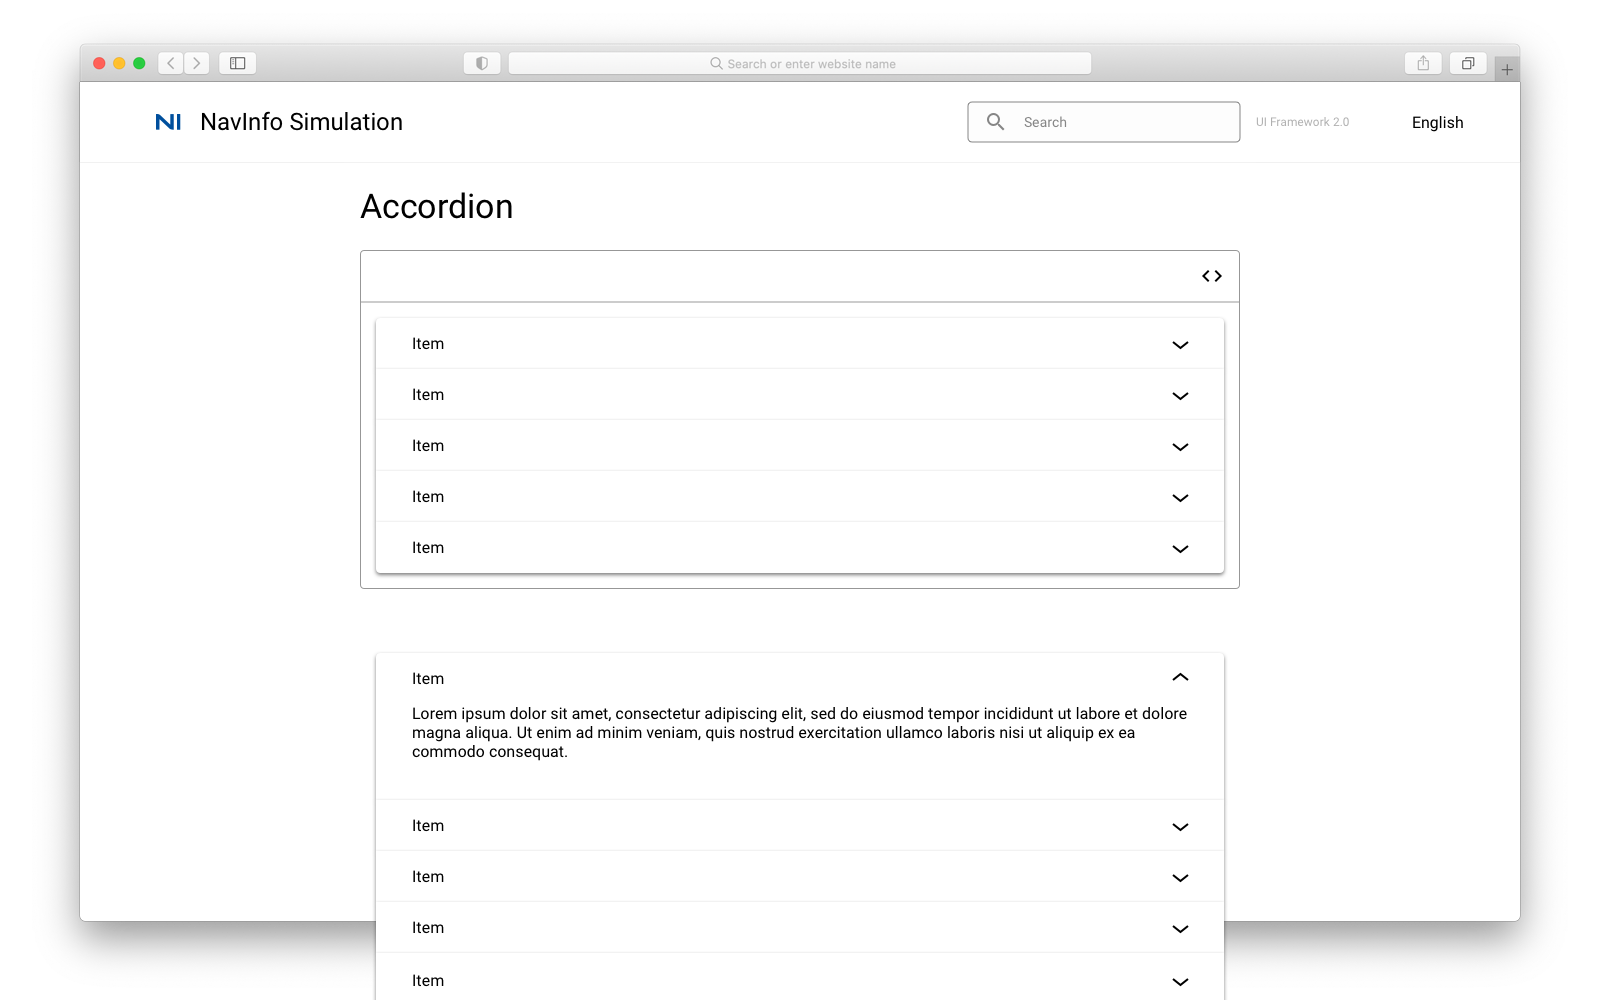 Search or enter website name
NI NavInfo Simulation
Search
UI Framework 2.0
English
Accordion
Item
Item
Item
Item
Item
Item
Lorem ipsum dolor sit amet, consectetur adipiscing elit, sed do eiusmod tempor incididunt ut labore et dolore
magna aliqua. Ut enim ad minim veniam, quis nostrud exercitation ullamco laboris nisi ut aliquip ex ea
commodo consequat.
Item
Item
Item
Item